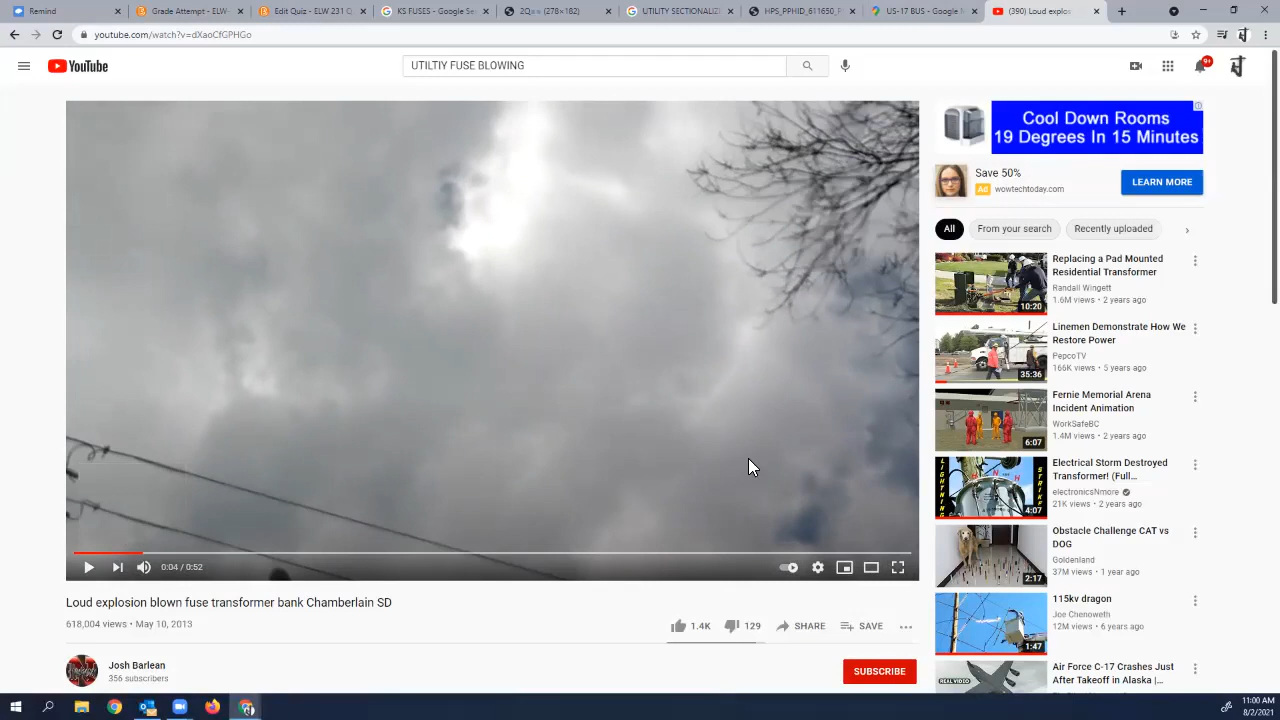 Remind
Grade Attempt - ELW-
Edit Quiz - ELW 231 Q
KS FUSES - Google Se
2Q== (278×182)
UTILITY SECTIONALIZ
HPS_PPHID_611650_P
US-17 BUS - Google N
(390) Loud explo
youtube.com/watch?v=dXaoCfGPHGo
YouTube
UTILTIY FUSE BLOWING
9+
Cool Down Rooms
19 Degrees In 15 Minutes
Save 50%
Ad wowtechtoday.com
LEARN MORE
All
From your search
Recently uploaded
Replacing a Pad Mounted
Residential Transformer
Randall Wingett
1.6M views • 2 years ago
10:20
Linemen Demonstrate How We
Restore Power
PepcoTV
166K views • 5 years ago
35:36
Fernie Memorial Arena
Incident Animation
WorkSafeBC
1.4M views • 2 years ago
6:07
LIGHTNING
STRIKE
Electrical Storm Destroyed
Transformer! (Full...
electronicsNmore
21K views • 2 years ago
4:07
Obstacle Challenge CAT vs
DOG
Goldenland
37M views • 1 year ago
2:17
115kv dragon
Joe Chenoweth
12M views • 6 years ago
1:47
Air Force C-17 Crashes Just
After Takeoff in Alaska |...
REAL VIDEO
0:04 / 0:52
Loud explosion blown fuse transformer bank Chamberlain SD
618,004 views • May 10, 2013
1.4K
129
SHARE
SAVE
Josh Barlean
356 subscribers
SUBSCRIBE
11:00 AM
8/2/2021